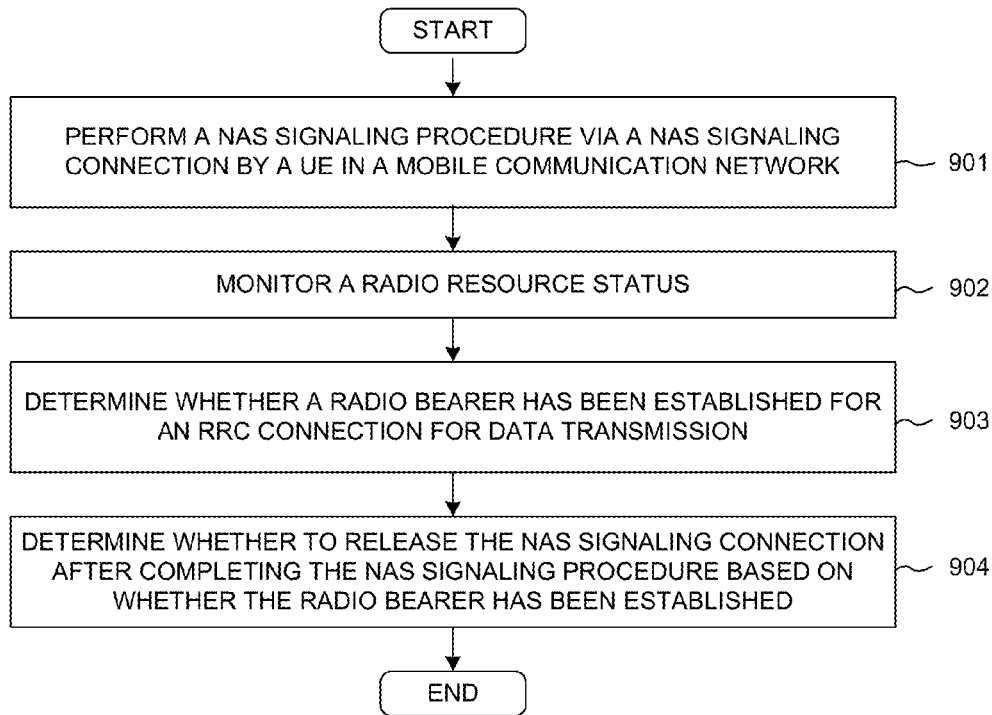 START
PERFORM A NAS SIGNALING PROCEDURE VIA A NAS SIGNALING
CONNECTION BY A UE IN A MOBILE COMMUNICATION NETWORK
901
MONITOR A RADIO RESOURCE STATUS
902
DETERMINE WHETHER A RADIO BEARER HAS BEEN ESTABLISHED FOR
AN RRC CONNECTION FOR DATA TRANSMISSION
903
DETERMINE WHETHER TO RELEASE THE NAS SIGNALING CONNECTION
AFTER COMPLETING THE NAS SIGNALING PROCEDURE BASED ON
WHETHER THE RADIO BEARER HAS BEEN ESTABLISHED
904
END